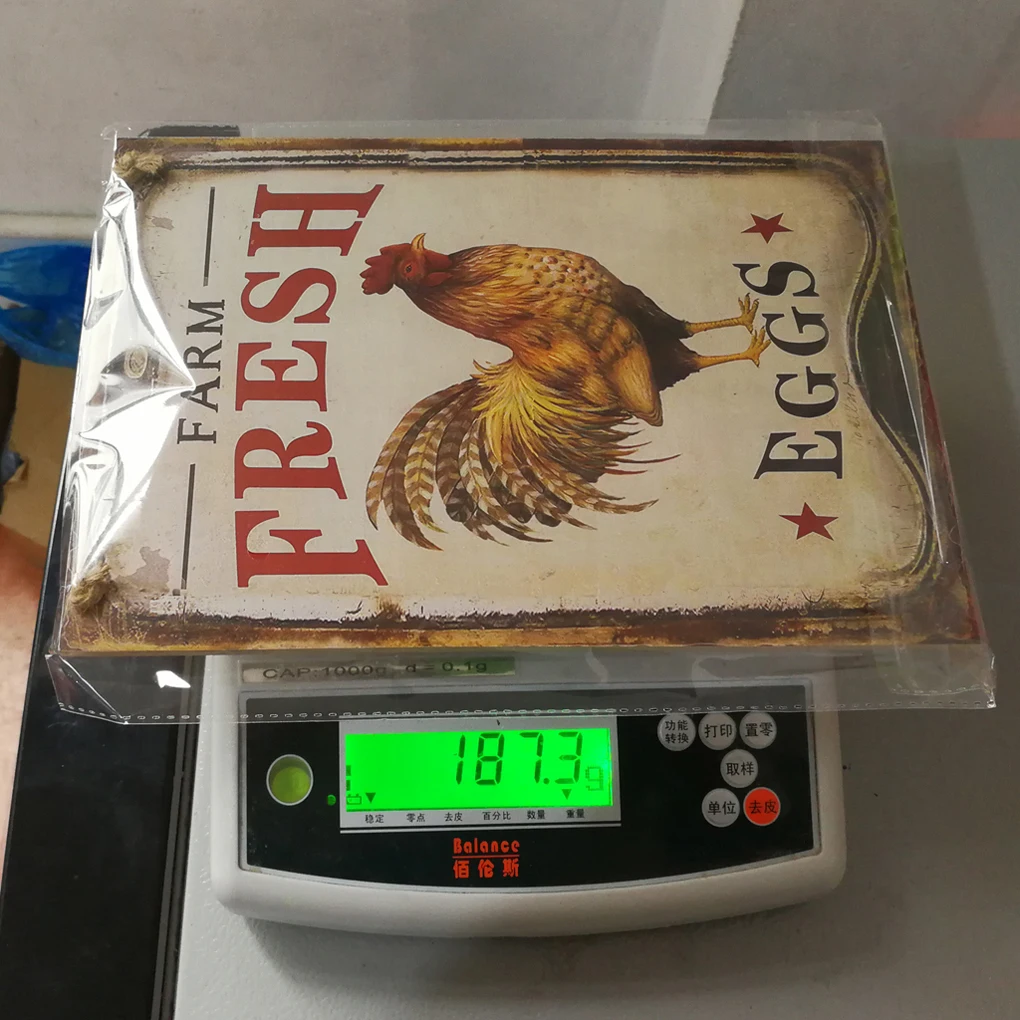 FARM
FRESH
★ EGGS ★
CAP:1000g, d=0.1g
187.3g
稳定 零点 去皮 百分比 数量 重量
Balance
佰伦斯
功能转换 打印 置零
取样
单位 去皮